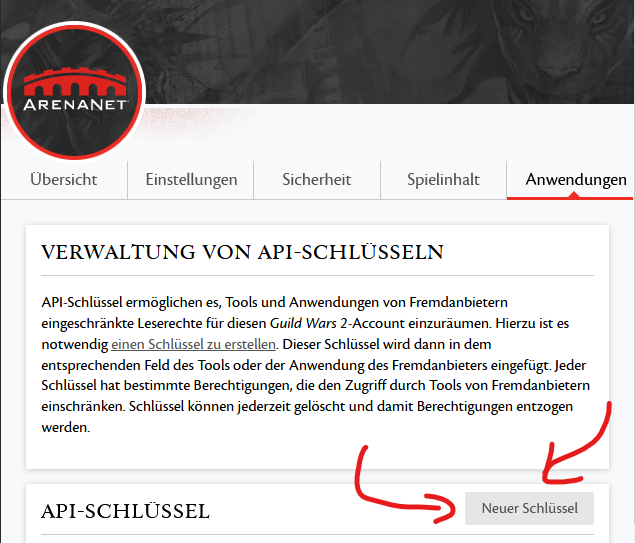 ARENANET
Übersicht
Einstellungen
Sicherheit
Spielinhalt
Anwendungen
VERWALTUNG VON API-SCHLÜSSELN
API-Schlüssel ermöglichen es, Tools und Anwendungen von Fremdanbietern
eingeschränkte Leserechte für diesen Guild Wars 2-Account einzuräumen. Hierzu ist es
notwendig einen Schlüssel zu erstellen. Dieser Schlüssel wird dann in dem
entsprechenden Feld des Tools oder der Anwendung des Fremdanbieters eingefügt. Jeder
Schlüssel hat bestimmte Berechtigungen, die den Zugriff durch Tools von Fremdanbietern
einschränken. Schlüssel können jederzeit gelöscht und damit Berechtigungen entzogen
werden.
API-SCHLÜSSEL
Neuer Schlüssel